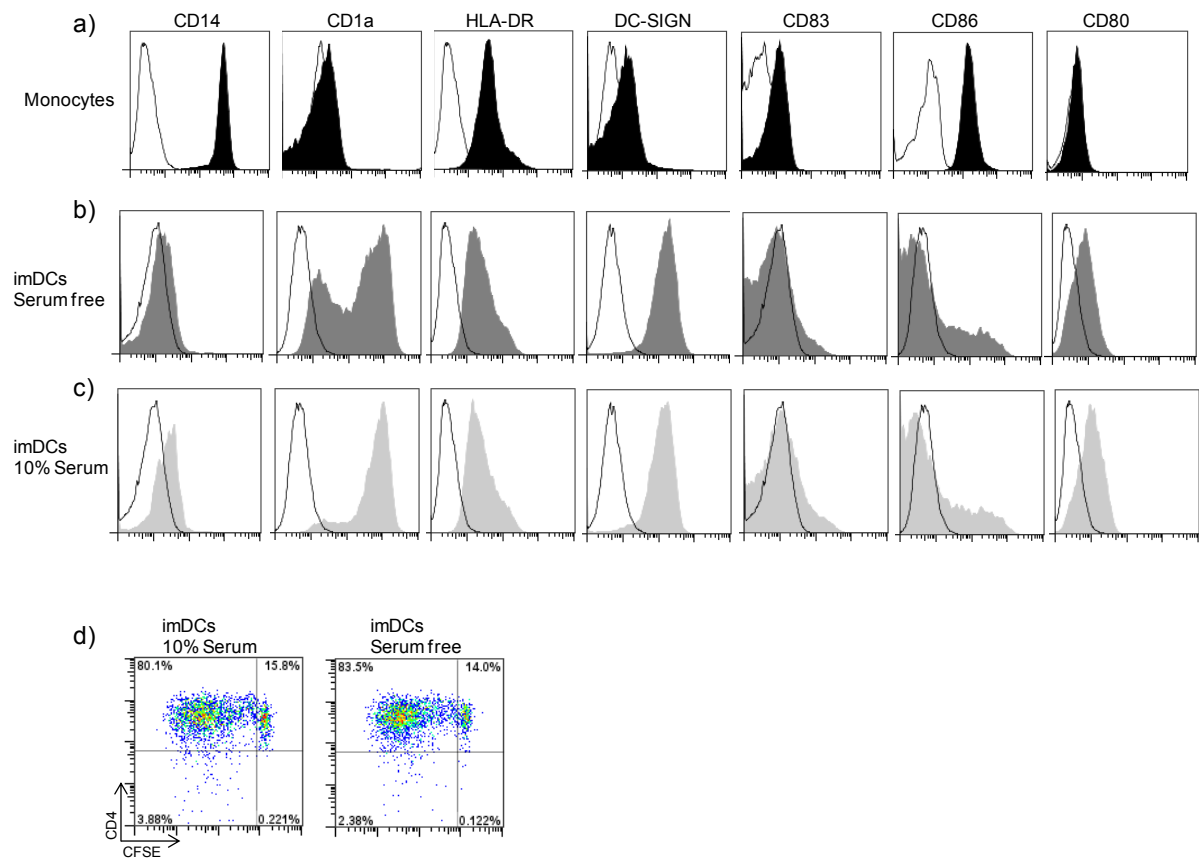 a)
CD14 CD1a HLA-DR DC-SIGN CD83 CD86 CD80
Monocytes
b)
imDCs
Serum free
c)
imDCs
10% Serum
d)
imDCs
10% Serum
imDCs
Serum free
80.1% 15.8%
83.5% 14.0%
3.88% 0.221%
2.38% 0.122%
CD4
CFSE